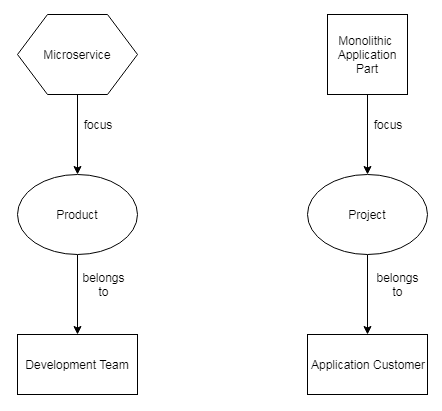 Microservice
Monolithic
Application
Part
focus
focus
Product
Project
belongs
to
belongs
to
Development Team
Application Customer